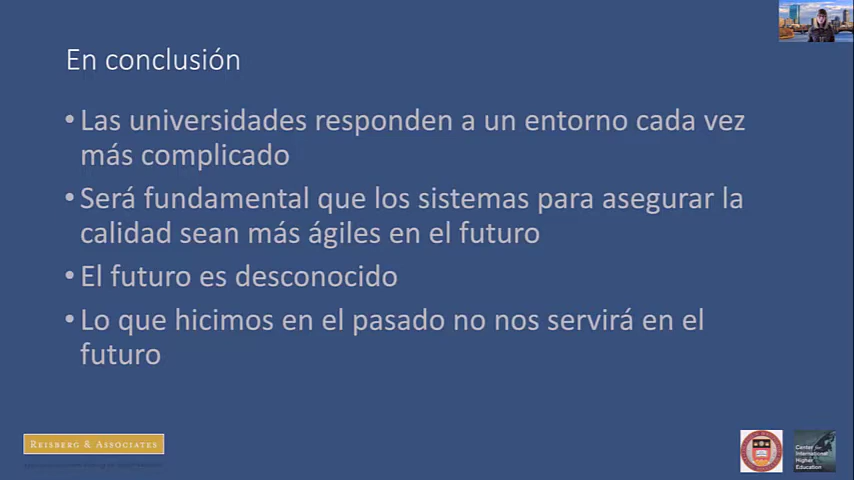 En conclusión
•Las universidades responden a un entorno cada vez
más complicado
•Será fundamental que los sistemas para asegurar la
calidad sean más ágiles en el futuro
•El futuro es desconocido
•Lo que hicimos en el pasado no nos servirá en el
futuro
REISBERG & ASSOCIATES
Center for
International
Higher
Education